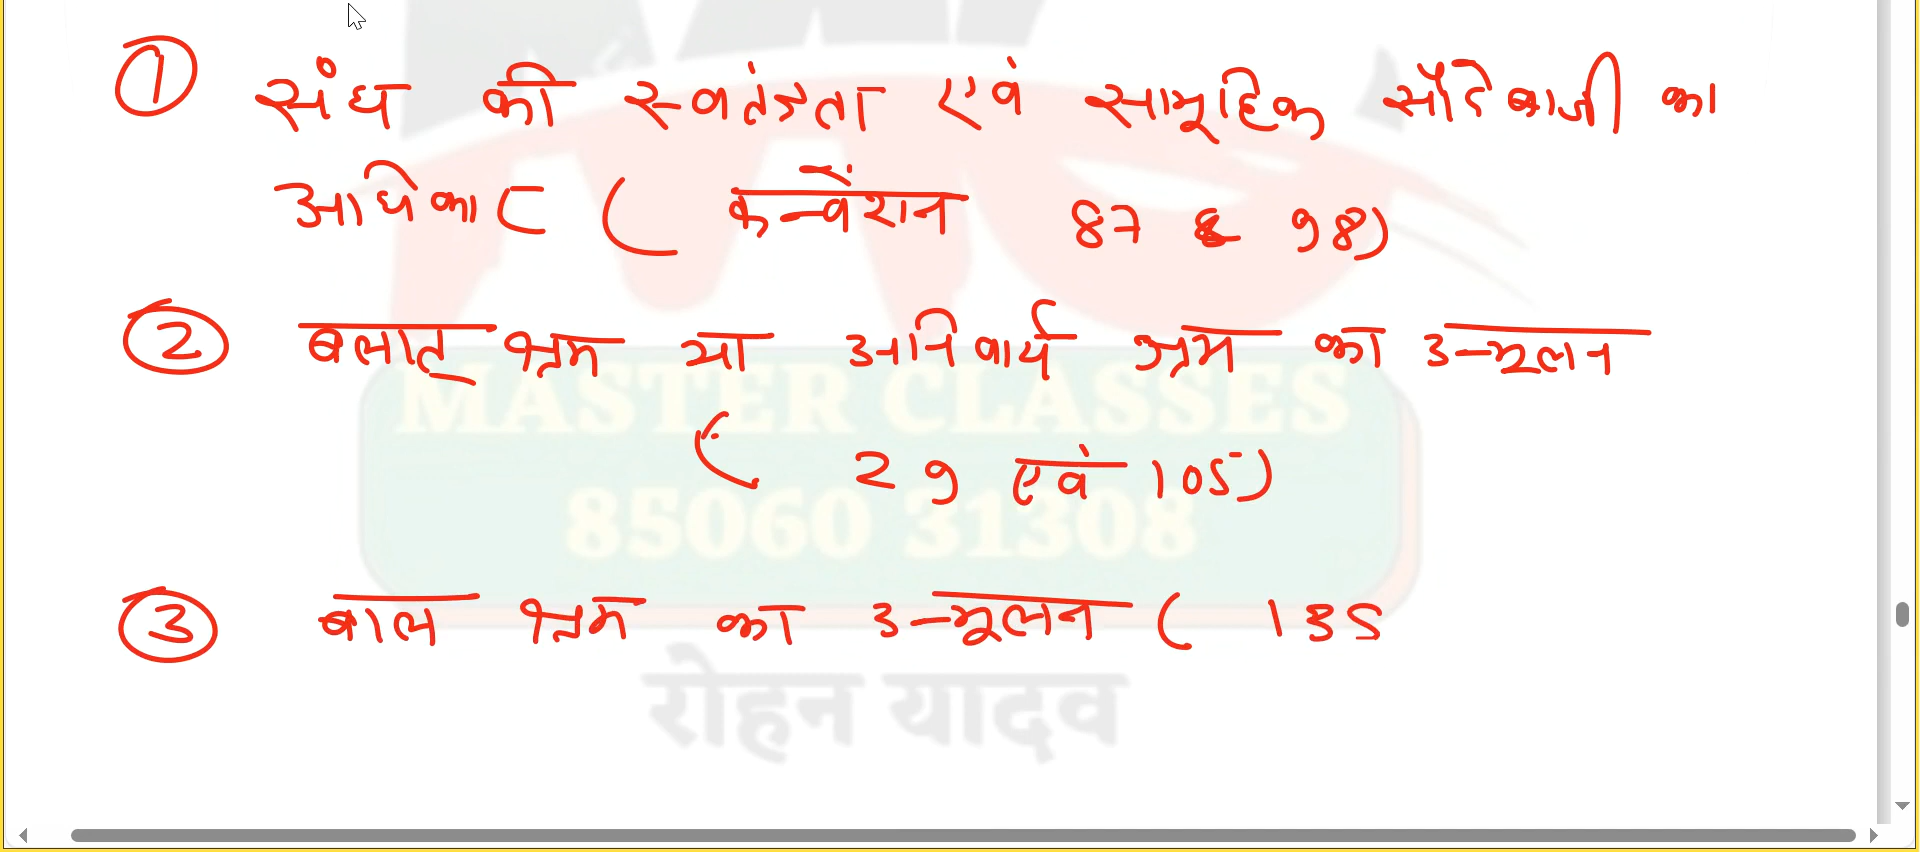 ① संघ की स्वतंत्रता एवं सामूहिक सौदेबाजी का
अधिकार ( कन्वेंशन 87 & 98)
② बलात् श्रम या अनिवार्य श्रम का उन्मूलन
( 29 एवं 105)
MASTER CLASSES
85060 31308
③ बाल श्रम का उन्मूलन ( 135
रोहन यादव